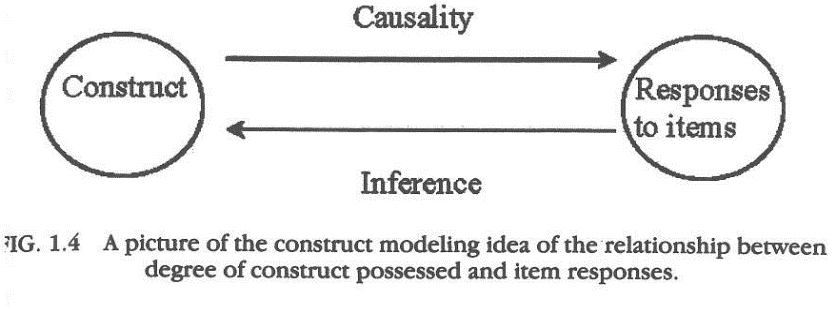 Causality
Construct
Responses
to items
Inference
FIG. 1.4 A picture of the construct modeling idea of the relationship between
degree of construct possessed and item responses.